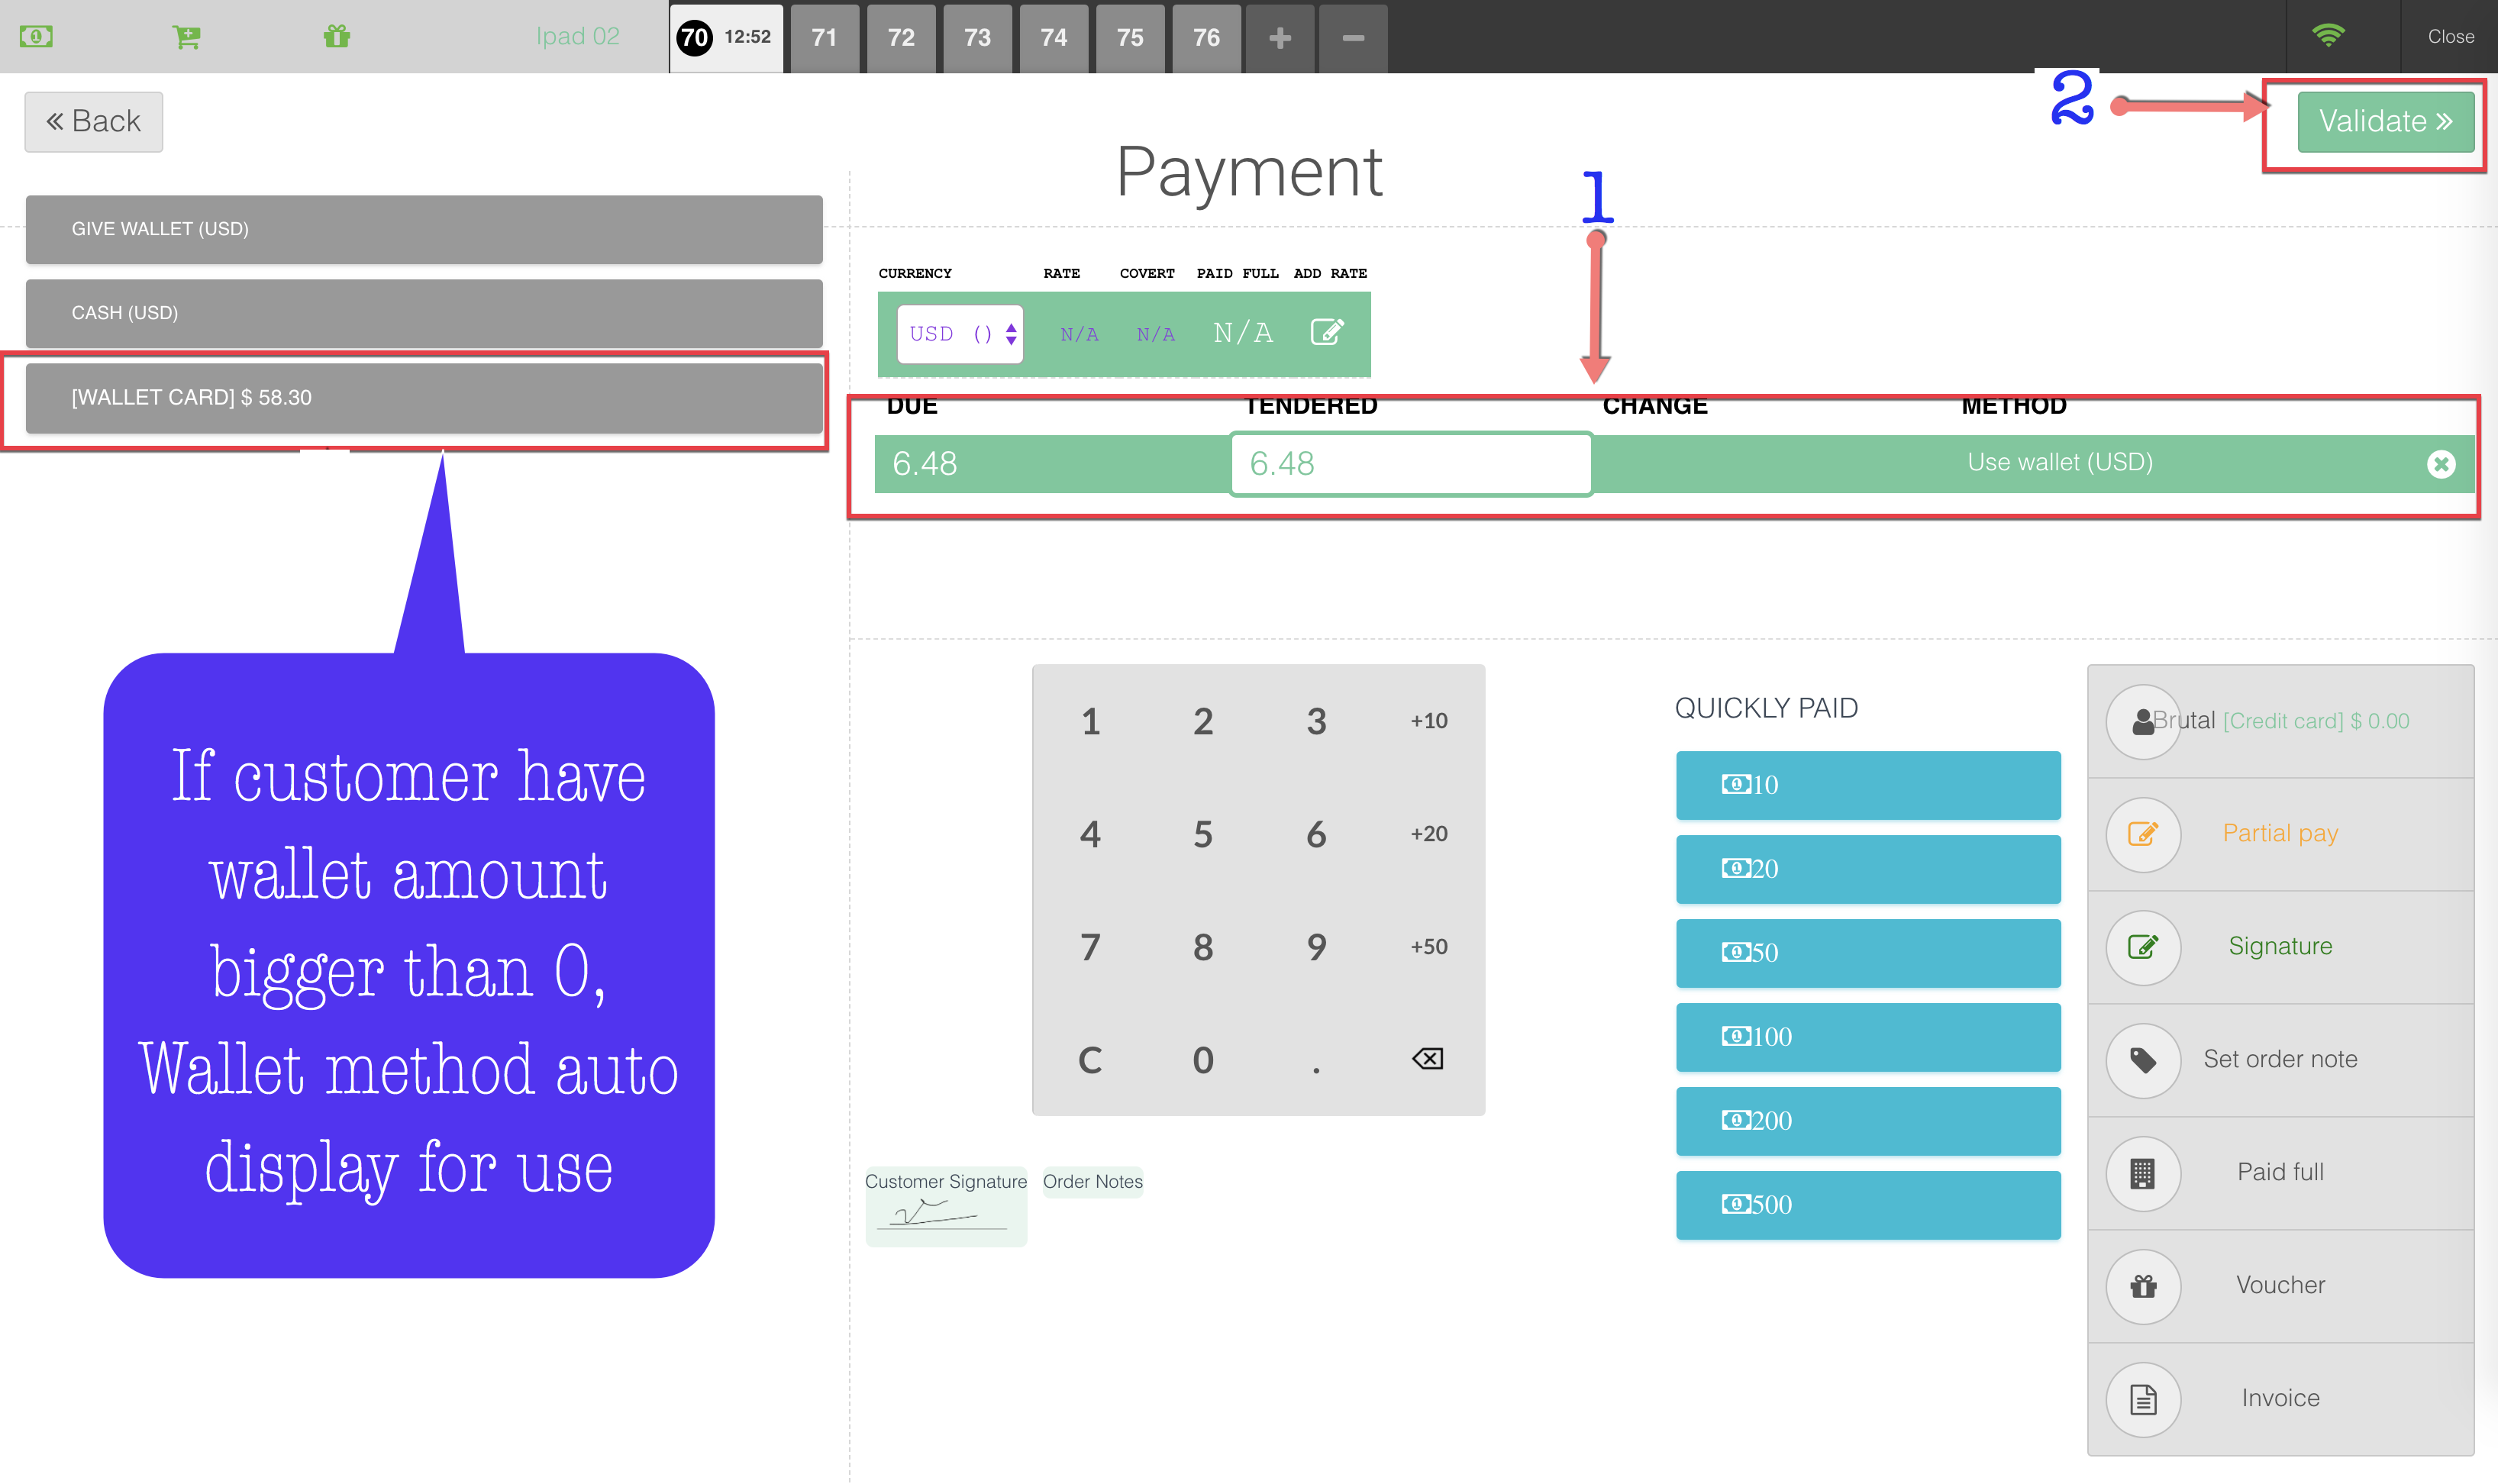 Ipad 02
70 12:52
71
72
73
74
75
76
Close
Back
Payment
2
Validate
1
GIVE WALLET (USD)
CASH (USD)
[WALLET CARD] $ 58.30
CURRENCY RATE COVERT PAID FULL ADD RATE
USD () N/A N/A N/A
DUE TENDERED CHANGE METHOD
6.48 6.48 Use wallet (USD)
If customer have
wallet amount
bigger than 0,
Wallet method auto
display for use
1 2 3 +10
4 5 6 +20
7 8 9 +50
C 0 .
Customer Signature
Order Notes
QUICKLY PAID
10
20
50
100
200
500
Brutal [Credit card] $ 0.00
Partial pay
Signature
Set order note
Paid full
Voucher
Invoice